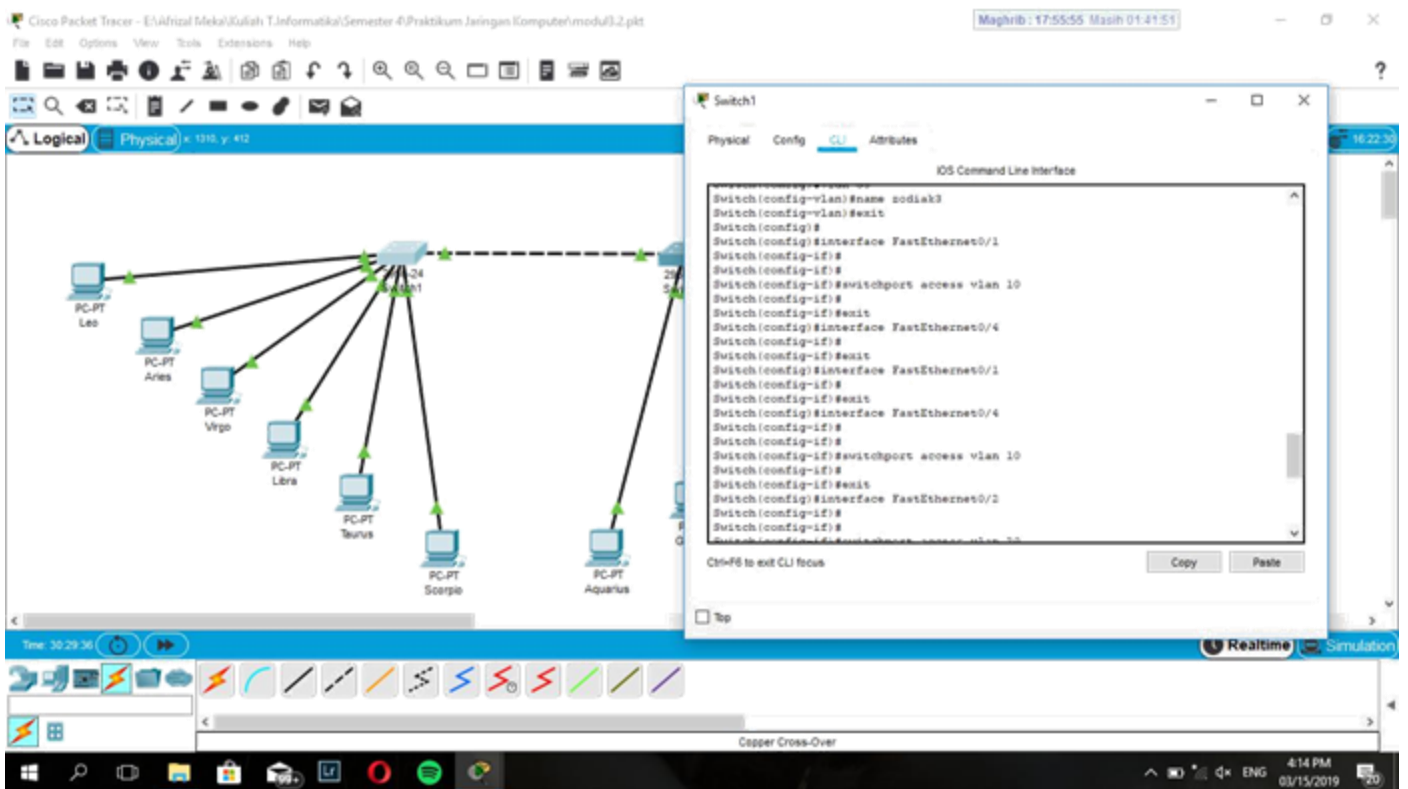 Cisco Packet Tracer - E:\Afrizal Meka\Kuliah T.Informatika\Semester 4\Praktikum Jaringan Komputer\modul3.2.pkt
Maghrib : 17:55:55 Masih 01:41:51
File Edit Options View Tools Extensions Help
?
Switch1
Logical
Physical
x: 1310, y: 412
16:22:30
Physical Config CLI Attributes
IOS Command Line Interface
Switch(config-vlan)#name zodiak3
Switch(config-vlan)#exit
Switch(config)#
Switch(config)#interface FastEthernet0/1
Switch(config-if)#
Switch(config-if)#
Switch(config-if)#switchport access vlan 10
Switch(config-if)#
Switch(config-if)#exit
Switch(config)#interface FastEthernet0/4
Switch(config-if)#
Switch(config-if)#exit
Switch(config)#interface FastEthernet0/1
Switch(config-if)#
Switch(config-if)#exit
Switch(config)#interface FastEthernet0/4
Switch(config-if)#
Switch(config-if)#
Switch(config-if)#switchport access vlan 10
Switch(config-if)#
Switch(config-if)#exit
Switch(config)#interface FastEthernet0/2
Switch(config-if)#
Switch(config-if)#
Ctrl+F6 to exit CLI focus
Copy
Paste
Top
PC-PT
Leo
PC-PT
Aries
PC-PT
Virgo
PC-PT
Libra
PC-PT
Taurus
PC-PT
Scorpio
PC-PT
Aquarius
Time: 30:29:36
Realtime
Simulation
Copper Cross-Over
99+
Lr
ENG
4:14 PM
03/15/2019
20